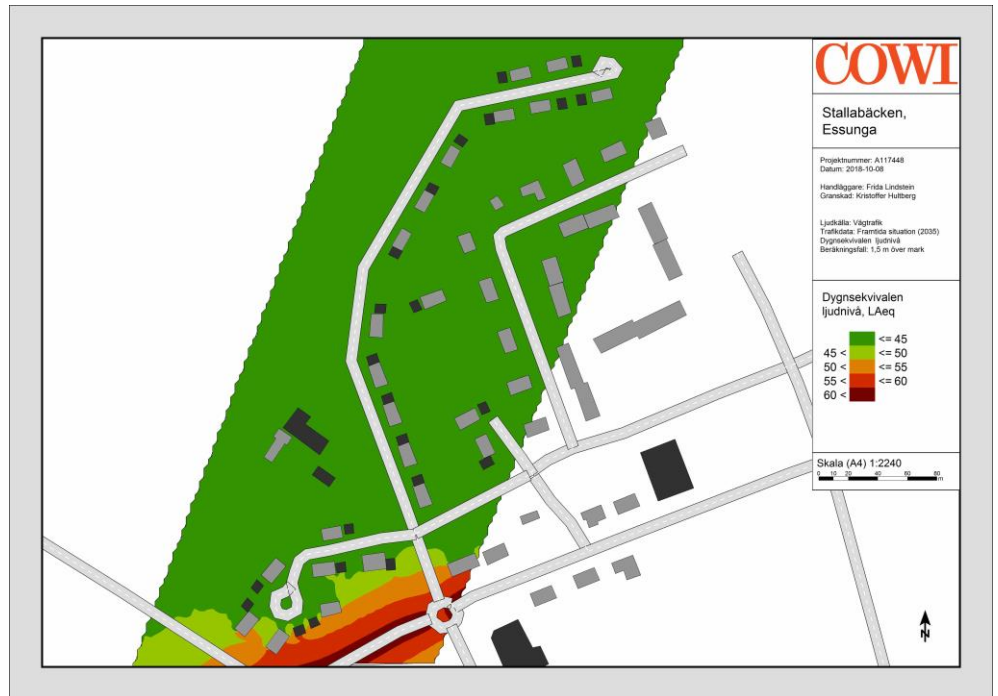 COWI
Stallabäcken,
Essunga
Projektnummer: A117448
Datum: 2018-10-08
Handläggare: Frida Lindstein
Granskad: Kristoffer Hultberg
Ljudkälla: Vägtrafik
Trafikdata: Framtida situation (2035)
Dygnsekvivalen ljudnivå
Beräkningsfall: 1,5 m över mark
Dygnsekvivalen
ljudnivå, LAeq
<= 45
45 < <= 50
50 < <= 55
55 < <= 60
60 <
Skala (A4) 1:2240
0 10 20 40 60 80
m
N